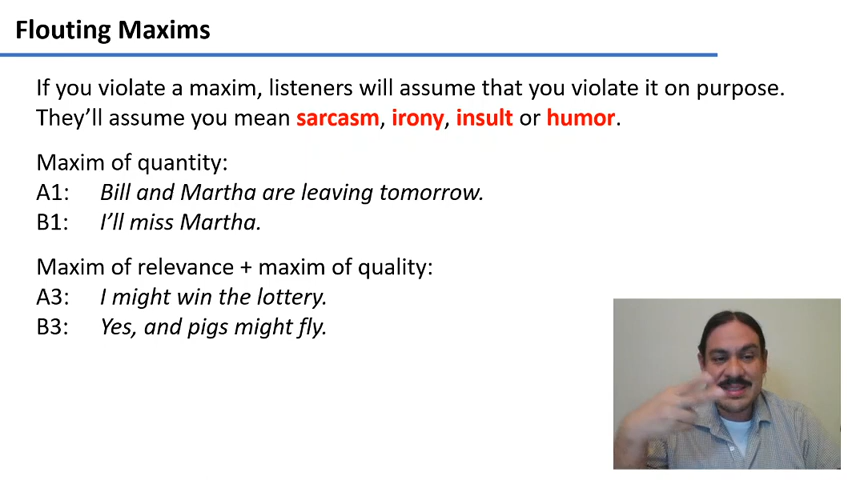 Flouting Maxims
If you violate a maxim, listeners will assume that you violate it on purpose.
They’ll assume you mean sarcasm, irony, insult or humor.
Maxim of quantity:
A1: Bill and Martha are leaving tomorrow.
B1: I’ll miss Martha.
Maxim of relevance + maxim of quality:
A3: I might win the lottery.
B3: Yes, and pigs might fly.